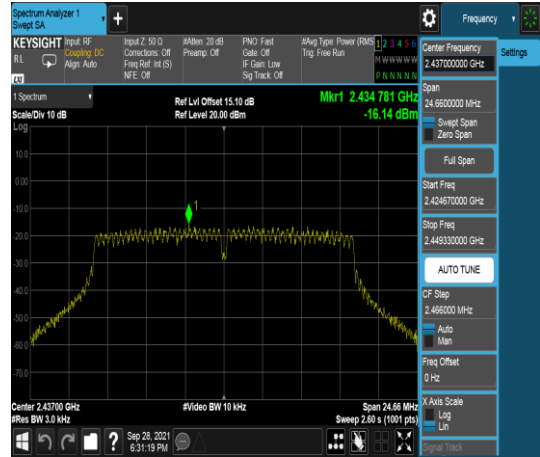 Spectrum Analyzer 1
Swept SA
+
Frequency
KEYSIGHT
RL
LXI
Input: RF
Coupling: DC
Align: Auto
Input Z: 50 Ω
Corrections: Off
Freq Ref: Int (S)
NFE: Off
#Atten: 20 dB
Preamp: Off
PNO: Fast
Gate: Off
IF Gain: Low
Sig Track: Off
#Avg Type: Power (RMS
Trig: Free Run
1 2 3 4 5 6
M W W W W W
P N N N N N
1 Spectrum
Scale/Div 10 dB
Ref Lvl Offset 15.10 dB
Ref Level 20.00 dBm
Mkr1 2.434 781 GHz
-16.14 dBm
Log
10.0
0.00
-10.0
-20.0
-30.0
-40.0
-50.0
-60.0
-70.0
1
Center 2.43700 GHz
#Res BW 3.0 kHz
#Video BW 10 kHz
Span 24.66 MHz
Sweep 2.60 s (1001 pts)
?
Sep 28, 2021
6:31:19 PM
Center Frequency
2.437000000 GHz
Settings
Span
24.6600000 MHz
Swept Span
Zero Span
Full Span
Start Freq
2.424670000 GHz
Stop Freq
2.449330000 GHz
AUTO TUNE
CF Step
2.466000 MHz
Auto
Man
Freq Offset
0 Hz
X Axis Scale
Log
Lin
Signal Track